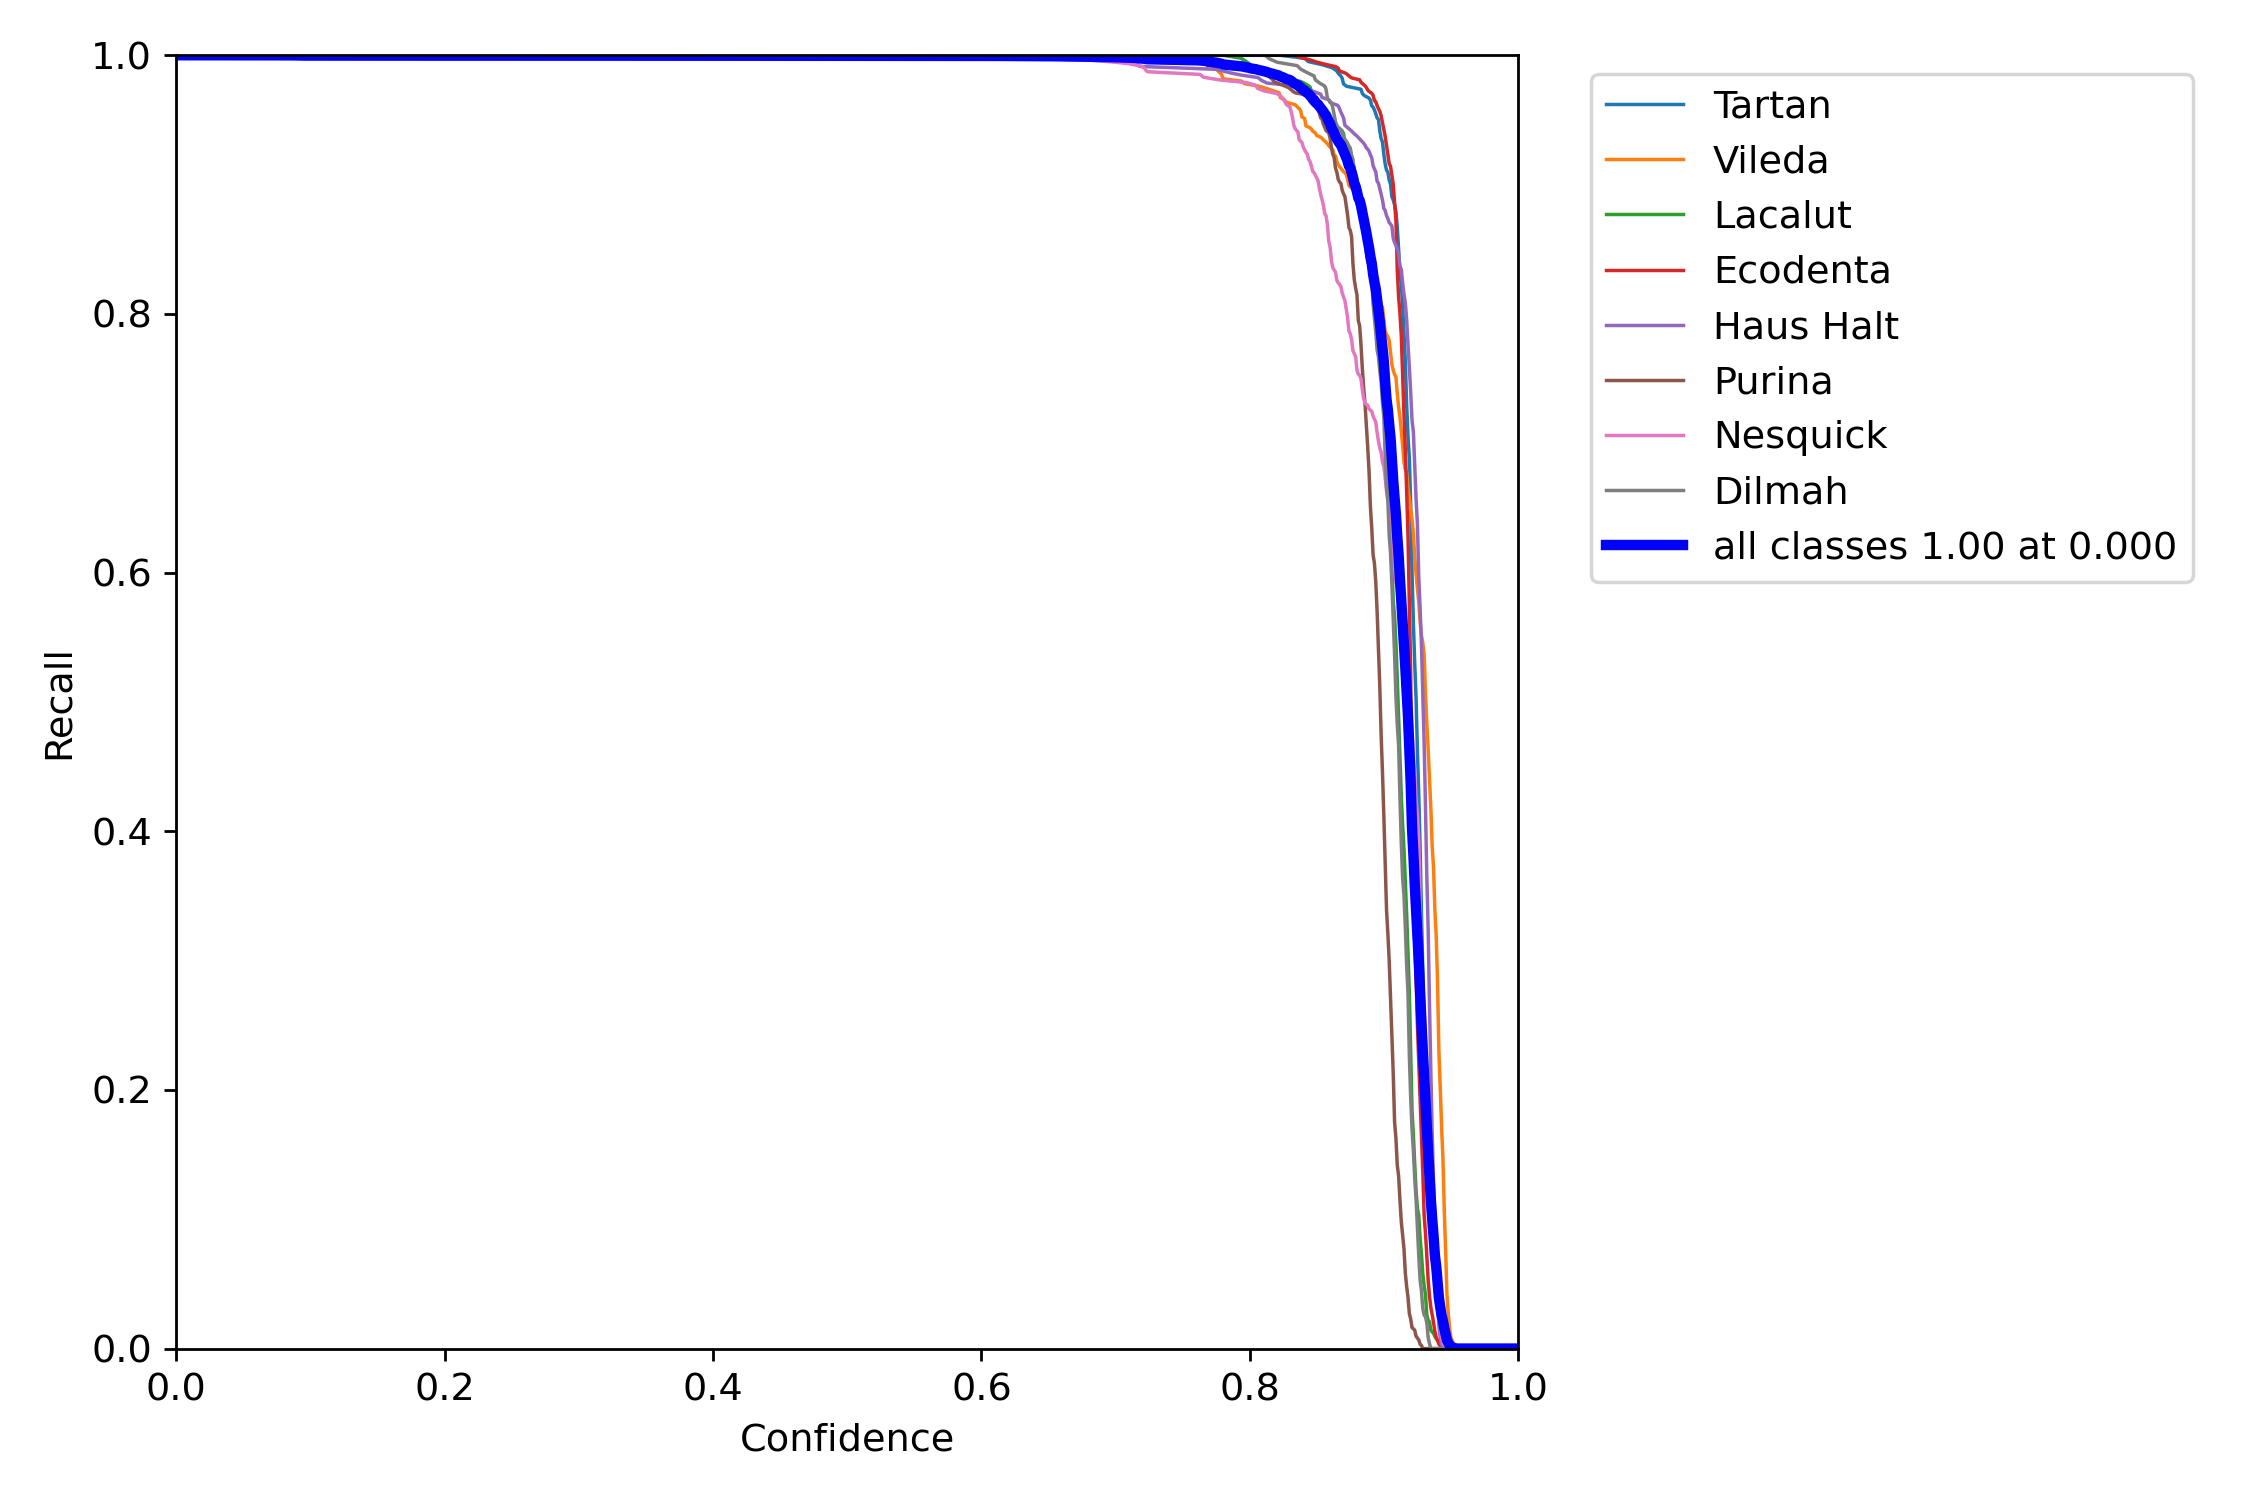 1.0
0.8
0.6
0.4
0.2
0.0
Recall
0.0 0.2 0.4 0.6 0.8 1.0
Confidence
Tartan
Vileda
Lacalut
Ecodenta
Haus Halt
Purina
Nesquick
Dilmah
all classes 1.00 at 0.000